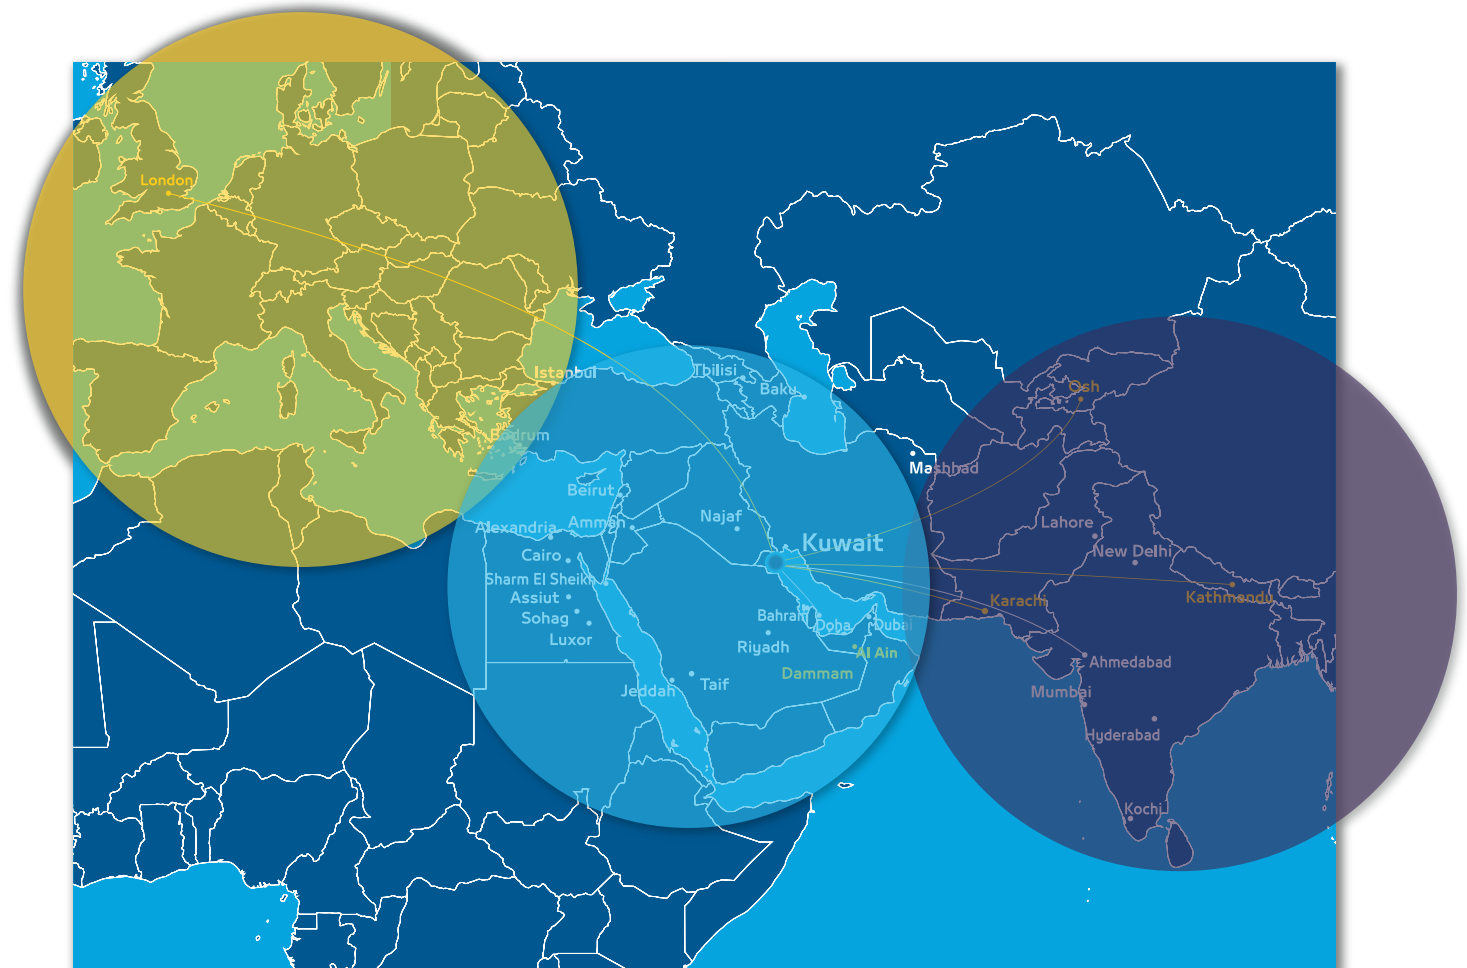 London
Istanbul
Tbilisi
Baku
Osh
Bodrum
Mashhad
Beirut
Najaf
Alexandria
Amman
Lahore
Kuwait
Cairo
New Delhi
Sharm El Sheikh
Assiut
Karachi
Kathmandu
Sohag
Bahrain
Doha
Dubai
Luxor
Riyadh
Al Ain
Ahmedabad
Dammam
Taif
Jeddah
Mumbai
Hyderabad
Kochi